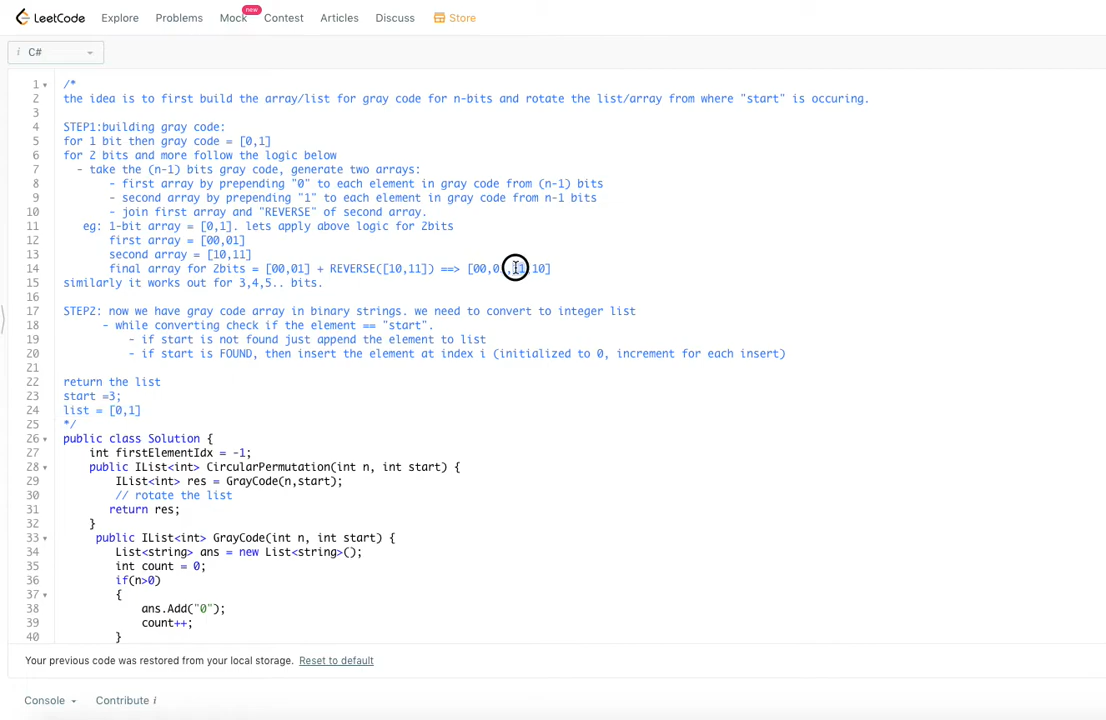 LeetCode Explore Problems Mock new Contest Articles Discuss Store
i C#
1 /*
2 the idea is to first build the array/list for gray code for n-bits and rotate the list/array from where "start" is occuring.
3
4 STEP1:building gray code:
5 for 1 bit then gray code = [0,1]
6 for 2 bits and more follow the logic below
7 - take the (n-1) bits gray code, generate two arrays:
8 - first array by prepending "0" to each element in gray code from (n-1) bits
9 - second array by prepending "1" to each element in gray code from n-1 bits
10 - join first array and "REVERSE" of second array.
11 eg: 1-bit array = [0,1]. lets apply above logic for 2bits
12 first array = [00,01]
13 second array = [10,11]
14 final array for 2bits = [00,01] + REVERSE([10,11]) ==> [00,01,11,10]
15 similarly it works out for 3,4,5.. bits.
16
17 STEP2: now we have gray code array in binary strings. we need to convert to integer list
18 - while converting check if the element == "start".
19 - if start is not found just append the element to list
20 - if start is FOUND, then insert the element at index i (initialized to 0, increment for each insert)
21
22 return the list
23 start =3;
24 list = [0,1]
25 */
26 public class Solution {
27 int firstElementIdx = -1;
28 public IList<int> CircularPermutation(int n, int start) {
29 IList<int> res = GrayCode(n,start);
30 // rotate the list
31 return res;
32 }
33 public IList<int> GrayCode(int n, int start) {
34 List<string> ans = new List<string>();
35 int count = 0;
36 if(n>0)
37 {
38 ans.Add("0");
39 count++;
40 }
Your previous code was restored from your local storage. Reset to default
Console Contribute i